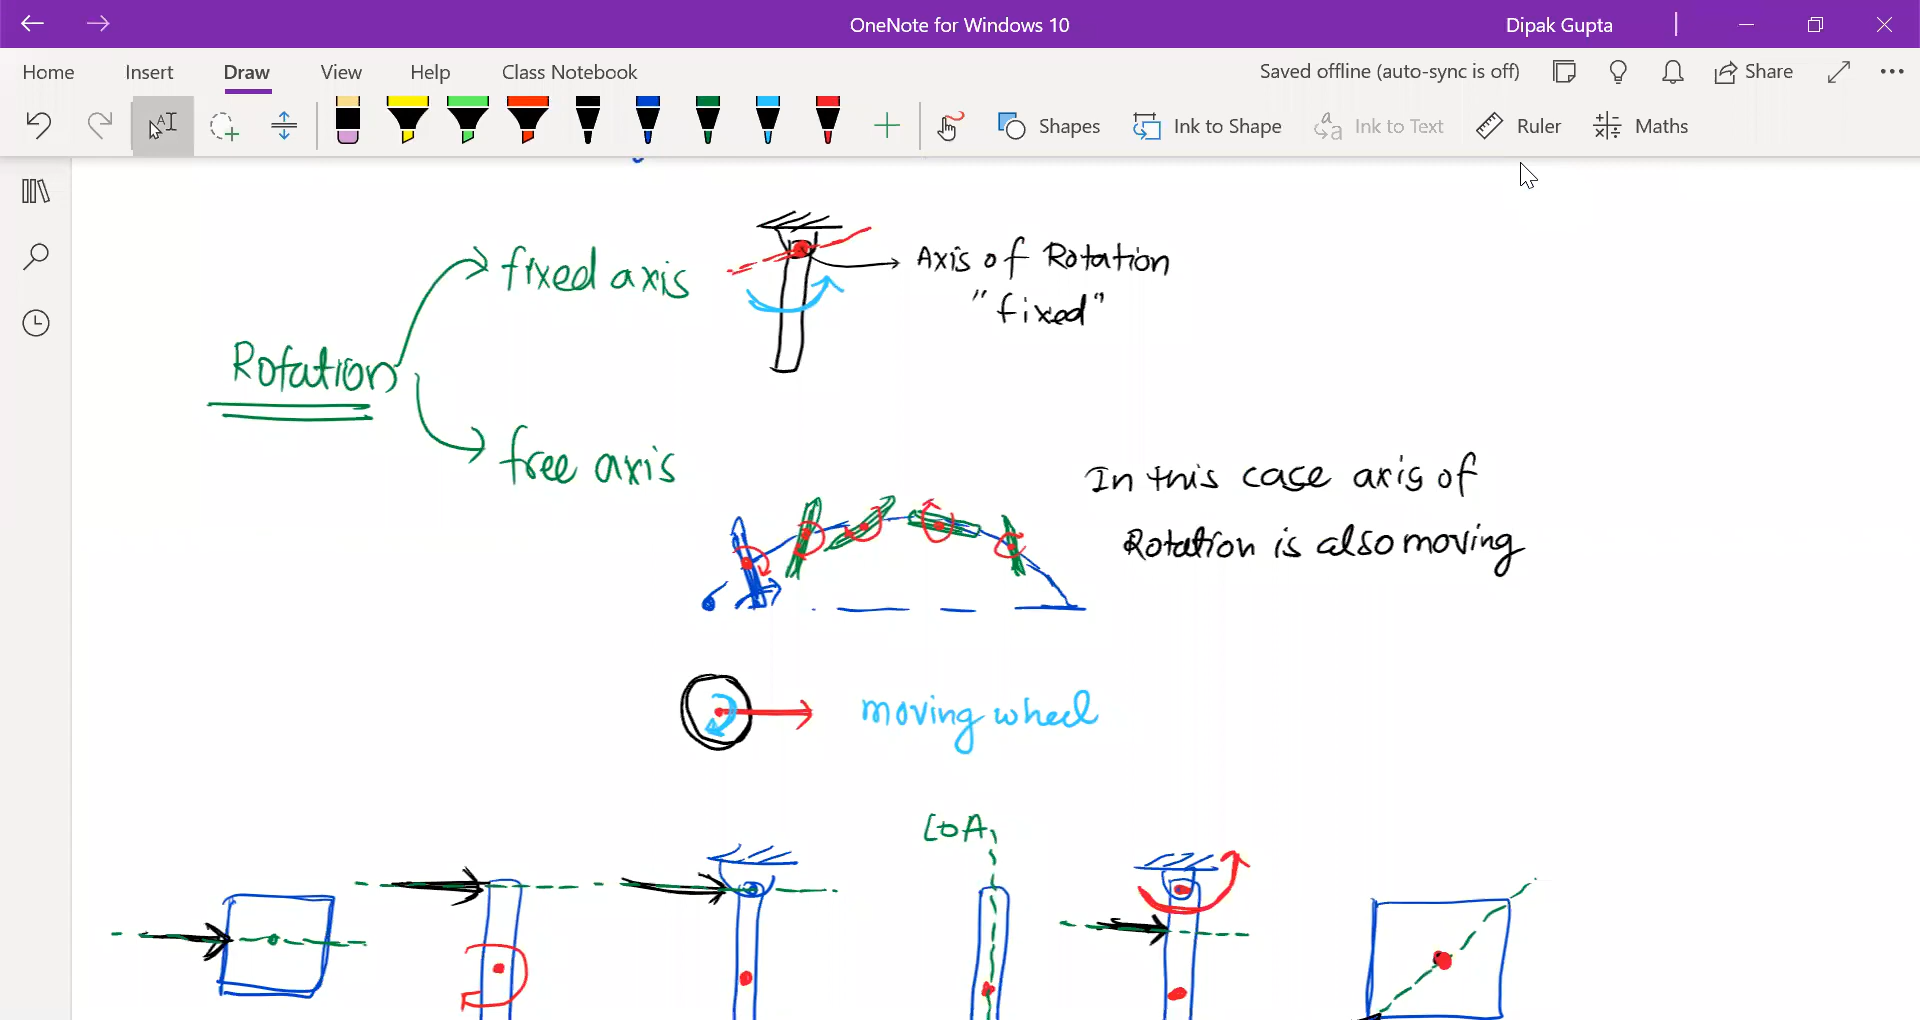 OneNote for Windows 10
Dipak Gupta
Home Insert Draw View Help Class Notebook
Saved offline (auto-sync is off) Share
Shapes Ink to Shape Ink to Text Ruler Maths
fixed axis
Axis of Rotation
"fixed"
Rotation
free axis
In this case axis of
Rotation is also moving
moving wheel
LOA